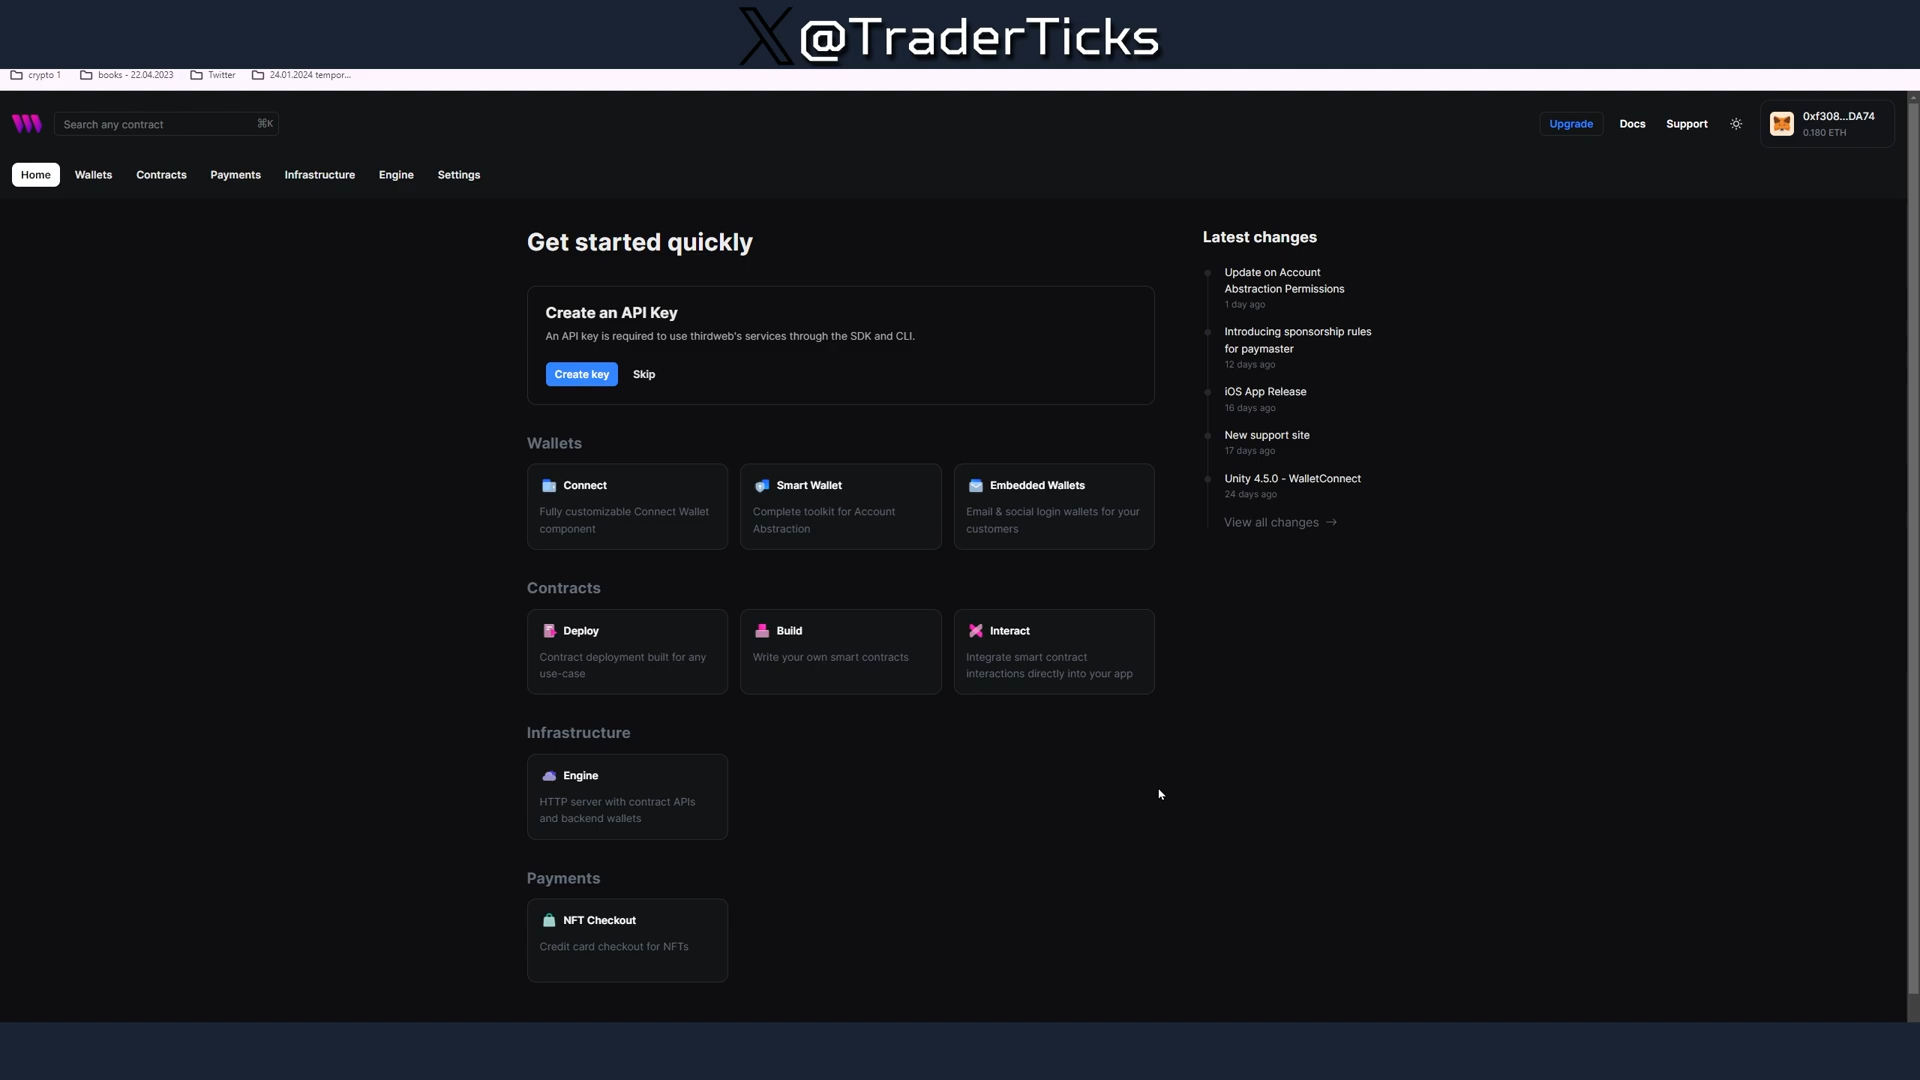 X@TraderTicks
crypto 1
books - 22.04.2023
Twitter
24.01.2024 tempor...
Search any contract
⌘K
Upgrade
Docs
Support
0xf308...DA74
0.180 ETH
Home
Wallets
Contracts
Payments
Infrastructure
Engine
Settings
Get started quickly
Create an API Key
An API key is required to use thirdweb's services through the SDK and CLI.
Create key
Skip
Wallets
Connect
Fully customizable Connect Wallet
component
Smart Wallet
Complete toolkit for Account
Abstraction
Embedded Wallets
Email & social login wallets for your
customers
Contracts
Deploy
Contract deployment built for any
use-case
Build
Write your own smart contracts
Interact
Integrate smart contract
interactions directly into your app
Infrastructure
Engine
HTTP server with contract APIs
and backend wallets
Payments
NFT Checkout
Credit card checkout for NFTs
Latest changes
Update on Account
Abstraction Permissions
1 day ago
Introducing sponsorship rules
for paymaster
12 days ago
iOS App Release
16 days ago
New support site
17 days ago
Unity 4.5.0 - WalletConnect
24 days ago
View all changes →